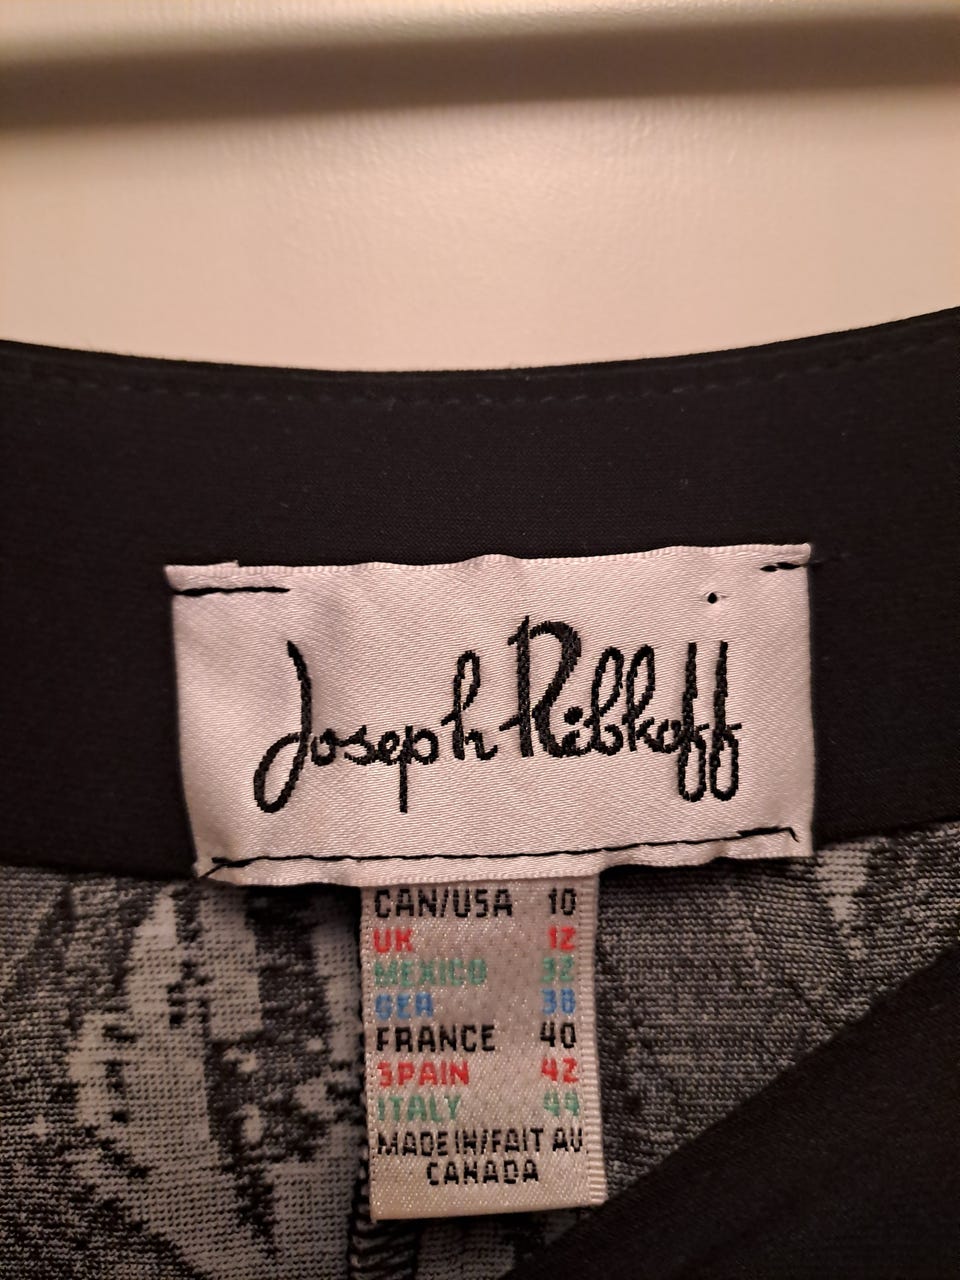 Joseph Ribkoff
CAN/USA 10
UK 12
MEXICO 32
GER 38
FRANCE 40
SPAIN 42
ITALY 44
MADE IN/FAIT AU
CANADA